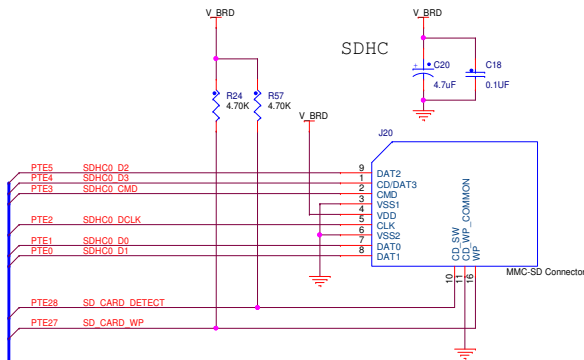 V_BRD
V_BRD
SDHC
C20
4.7uF
C18
0.1UF
R24
4.70K
R57
4.70K
V_BRD
J20
PTE5 SDHC0_D2 9 DAT2
PTE4 SDHC0_D3 1 CD/DAT3
PTE3 SDHC0_CMD 2 CMD
3 VSS1
4 VDD
PTE2 SDHC0_DCLK 5 CLK
6 VSS2
PTE1 SDHC0_D0 7 DAT0
PTE0 SDHC0_D1 8 DAT1
CD_SW
CD_WP_COMMON
WP
10
11
16
MMC-SD Connector
PTE28 SD_CARD_DETECT
PTE27 SD_CARD_WP